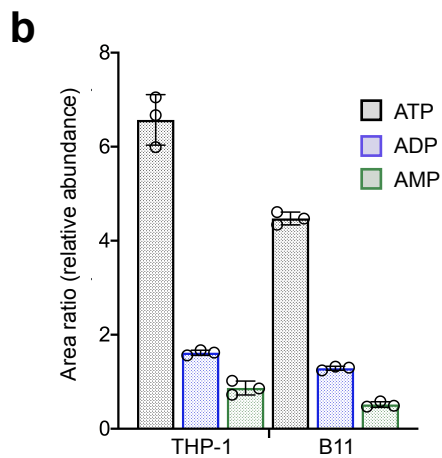 b
Area ratio (relative abundance)
8
6
4
2
0
ATP
ADP
AMP
THP-1
B11